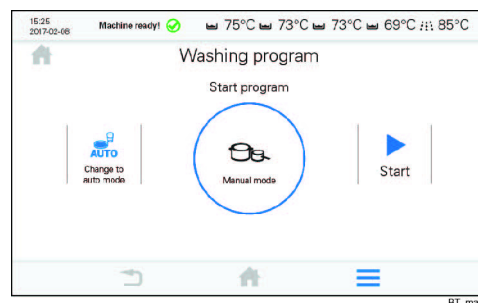 15:25
2017-02-08
Machine ready!
75°C 73°C 73°C 69°C 85°C
Washing program
Start program
AUTO
Change to
auto mode
Manual mode
Start